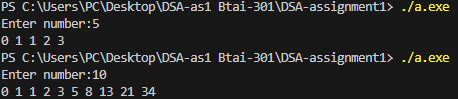 PS C:\Users\PC\Desktop\DSA-as1 Btai-301\DSA-assignment1> ./a.exe
Enter number:5
0 1 1 2 3
PS C:\Users\PC\Desktop\DSA-as1 Btai-301\DSA-assignment1> ./a.exe
Enter number:10
0 1 1 2 3 5 8 13 21 34